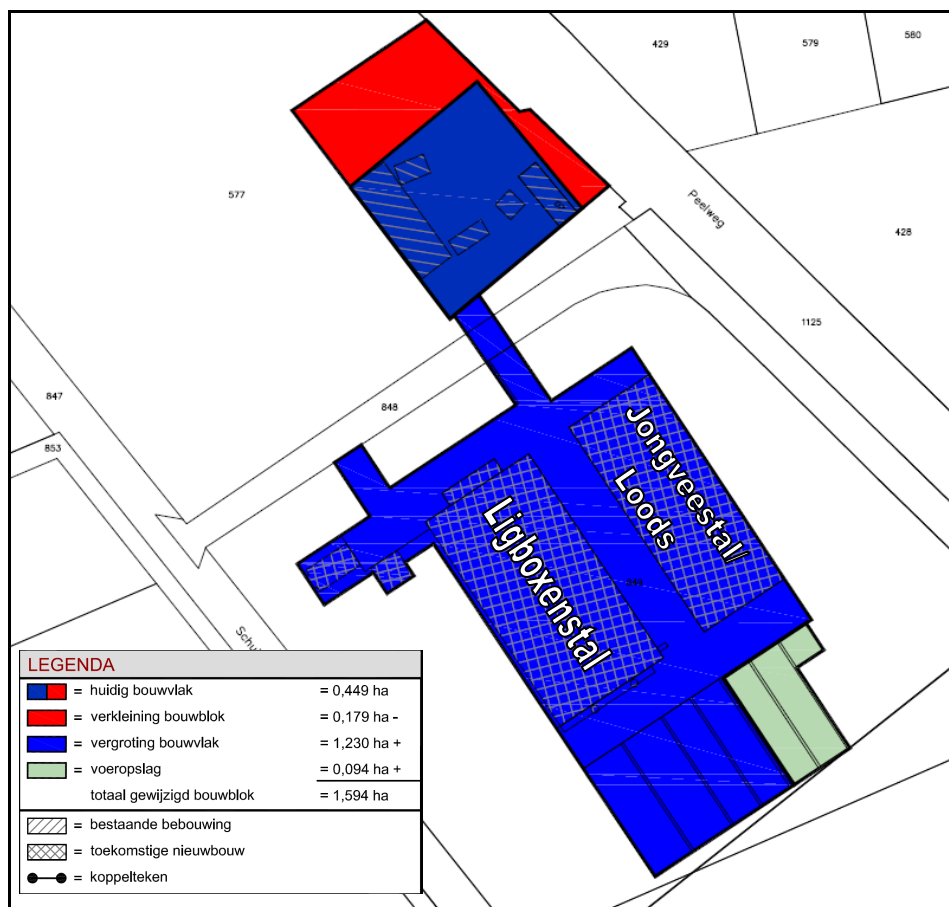 429
579
580
577
Peelweg
428
1125
847
848
853
Jongveestal/
Loods
Ligboxenstal
LEGENDA
= huidig bouwvlak = 0,449 ha
= verkleining bouwblok = 0,179 ha -
= vergroting bouwvlak = 1,230 ha +
= voeropslag = 0,094 ha +
totaal gewijzigd bouwblok = 1,594 ha
= bestaande bebouwing
= toekomstige nieuwbouw
= koppelteken